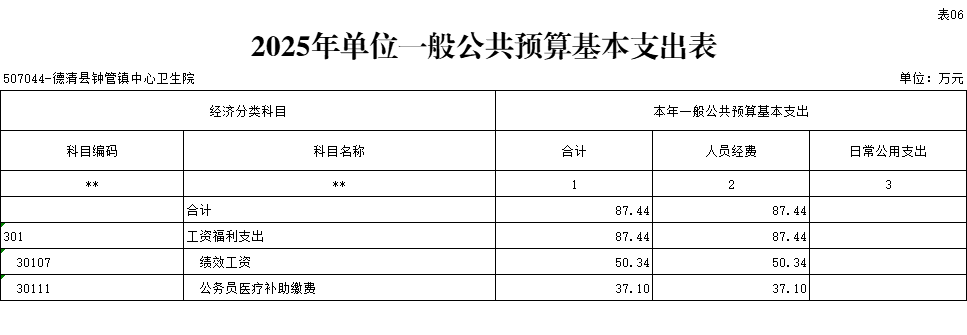 表06
2025年单位一般公共预算基本支出表
507044-德清县钟管镇中心卫生院 单位：万元
经济分类科目 本年一般公共预算基本支出
科目编码 科目名称 合计 人员经费 日常公用支出
** ** 1 2 3
合计 87.44 87.44
301 工资福利支出 87.44 87.44
30107 绩效工资 50.34 50.34
30111 公务员医疗补助缴费 37.10 37.10